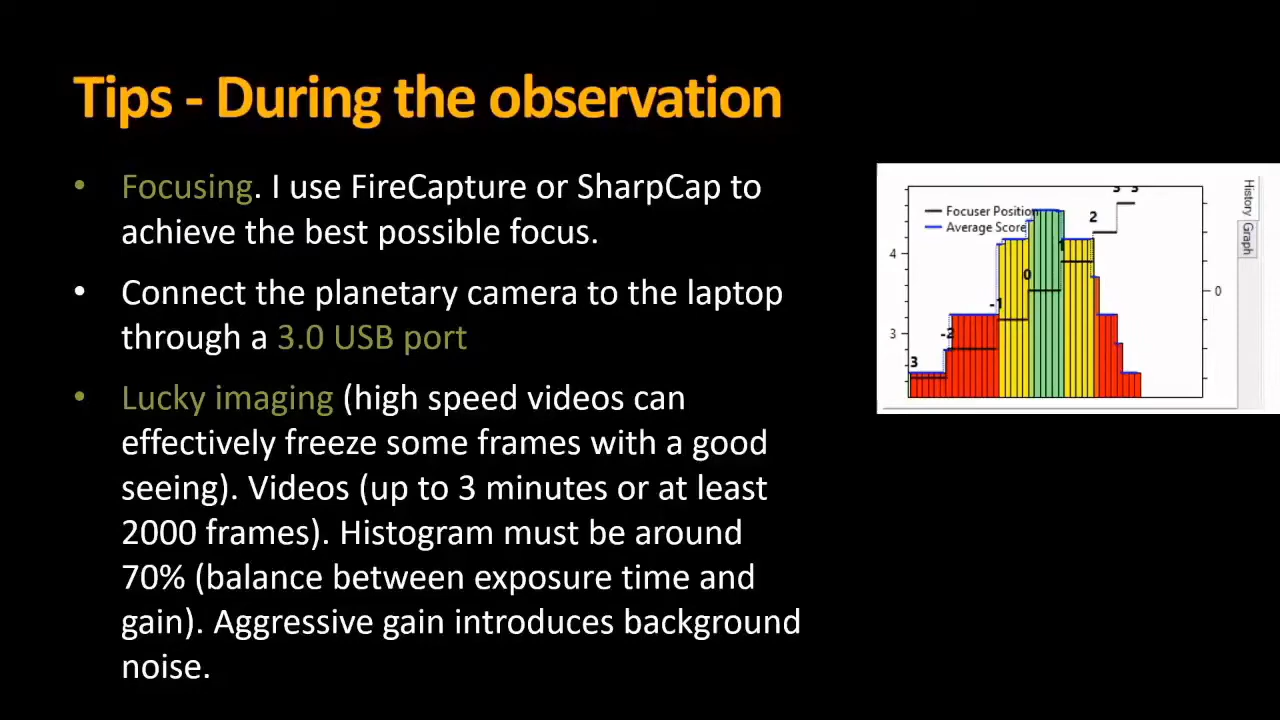 Tips - During the observation
• Focusing. I use FireCapture or SharpCap to
achieve the best possible focus.
• Connect the planetary camera to the laptop
through a 3.0 USB port
• Lucky imaging (high speed videos can
effectively freeze some frames with a good
seeing). Videos (up to 3 minutes or at least
2000 frames). Histogram must be around
70% (balance between exposure time and
gain). Aggressive gain introduces background
noise.
Focuser Position
Average Score
4
3
3
-2
-1
0
1
2
3 3
0
History
Graph